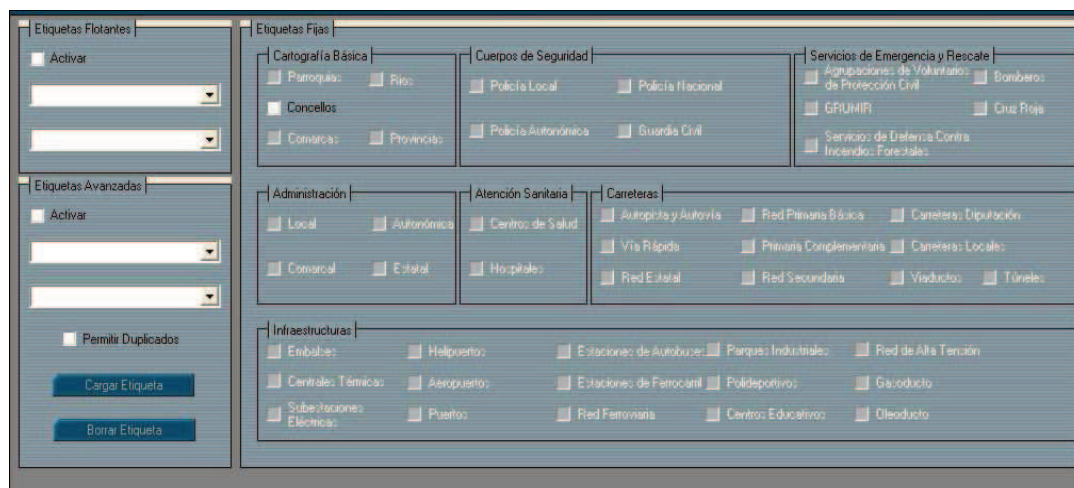 Etiquetas Flotantes
Activar
Etiquetas Avanzadas
Activar
Permitir Duplicados
Cargar Etiqueta
Borrar Etiqueta
Etiquetas Fijas
Cartografía Básica
Parroquias
Ríos
Concellos
Comarcas
Provincias
Cuerpos de Seguridad
Policía Local
Policía Nacional
Policía Autonómica
Guardia Civil
Servicios de Emergencia y Rescate
Agrupaciones de Voluntarios
de Protección Civil
Bomberos
GRUMIR
Cruz Roja
Servicios de Defensa Contra
Incendios Forestales
Administración
Local
Autonómica
Comarcal
Estatal
Atención Sanitaria
Centros de Salud
Hospitales
Carreteras
Autopista y Autovía
Red Primaria Básica
Carreteras Diputación
Vía Rápida
Primaria Complementaria
Carreteras Locales
Red Estatal
Red Secundaria
Viaductos
Túneles
Infraestructuras
Embalses
Helipuertos
Estaciones de Autobuses
Parques Industriales
Red de Alta Tensión
Centrales Térmicas
Aeropuertos
Estaciones de Ferrocarril
Polideportivos
Gasoducto
Subestaciones
Eléctricas
Puertos
Red Ferroviaria
Centros Educativos
Oleoducto